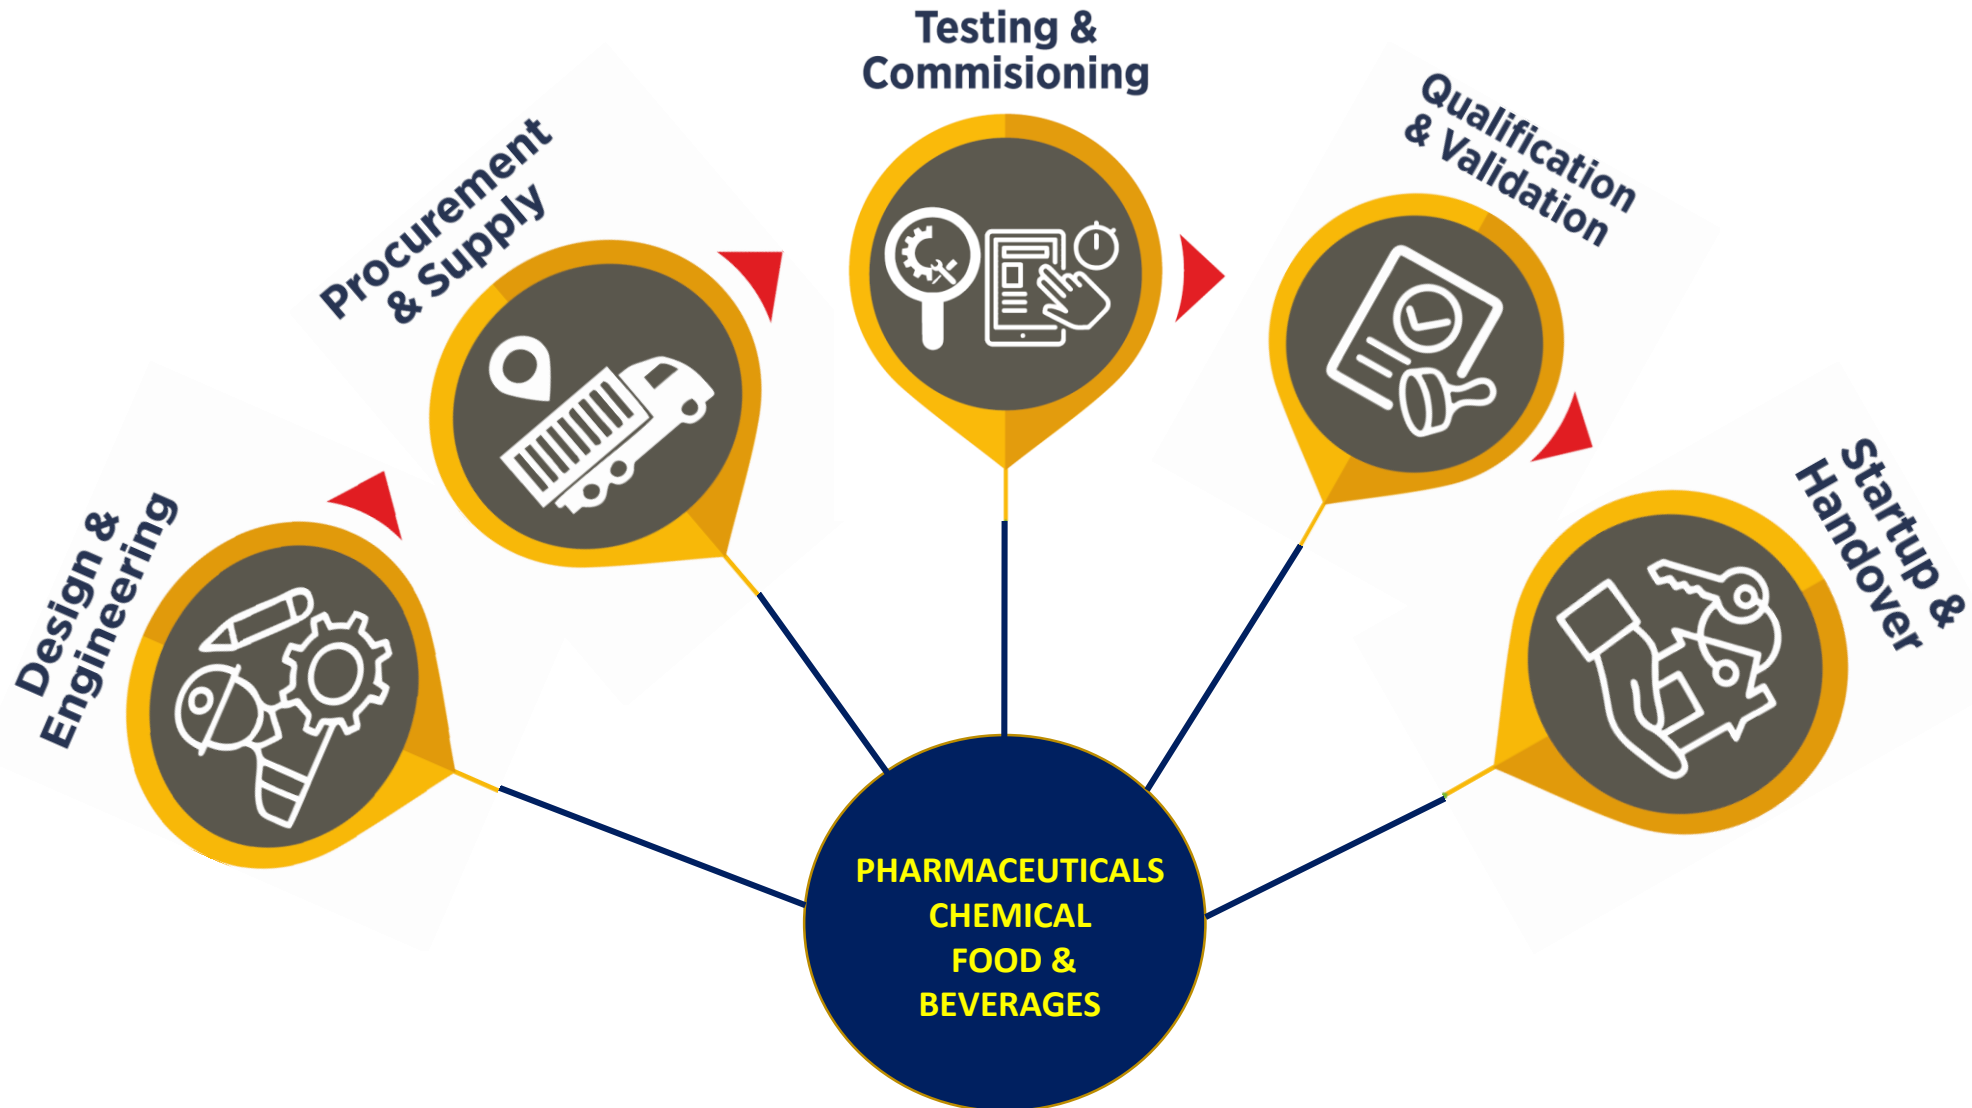 Design &
Engineering
Procurement
& Supply
Testing &
Commisioning
Qualification
& Validation
Startup &
Handover
PHARMACEUTICALS
CHEMICAL
FOOD &
BEVERAGES